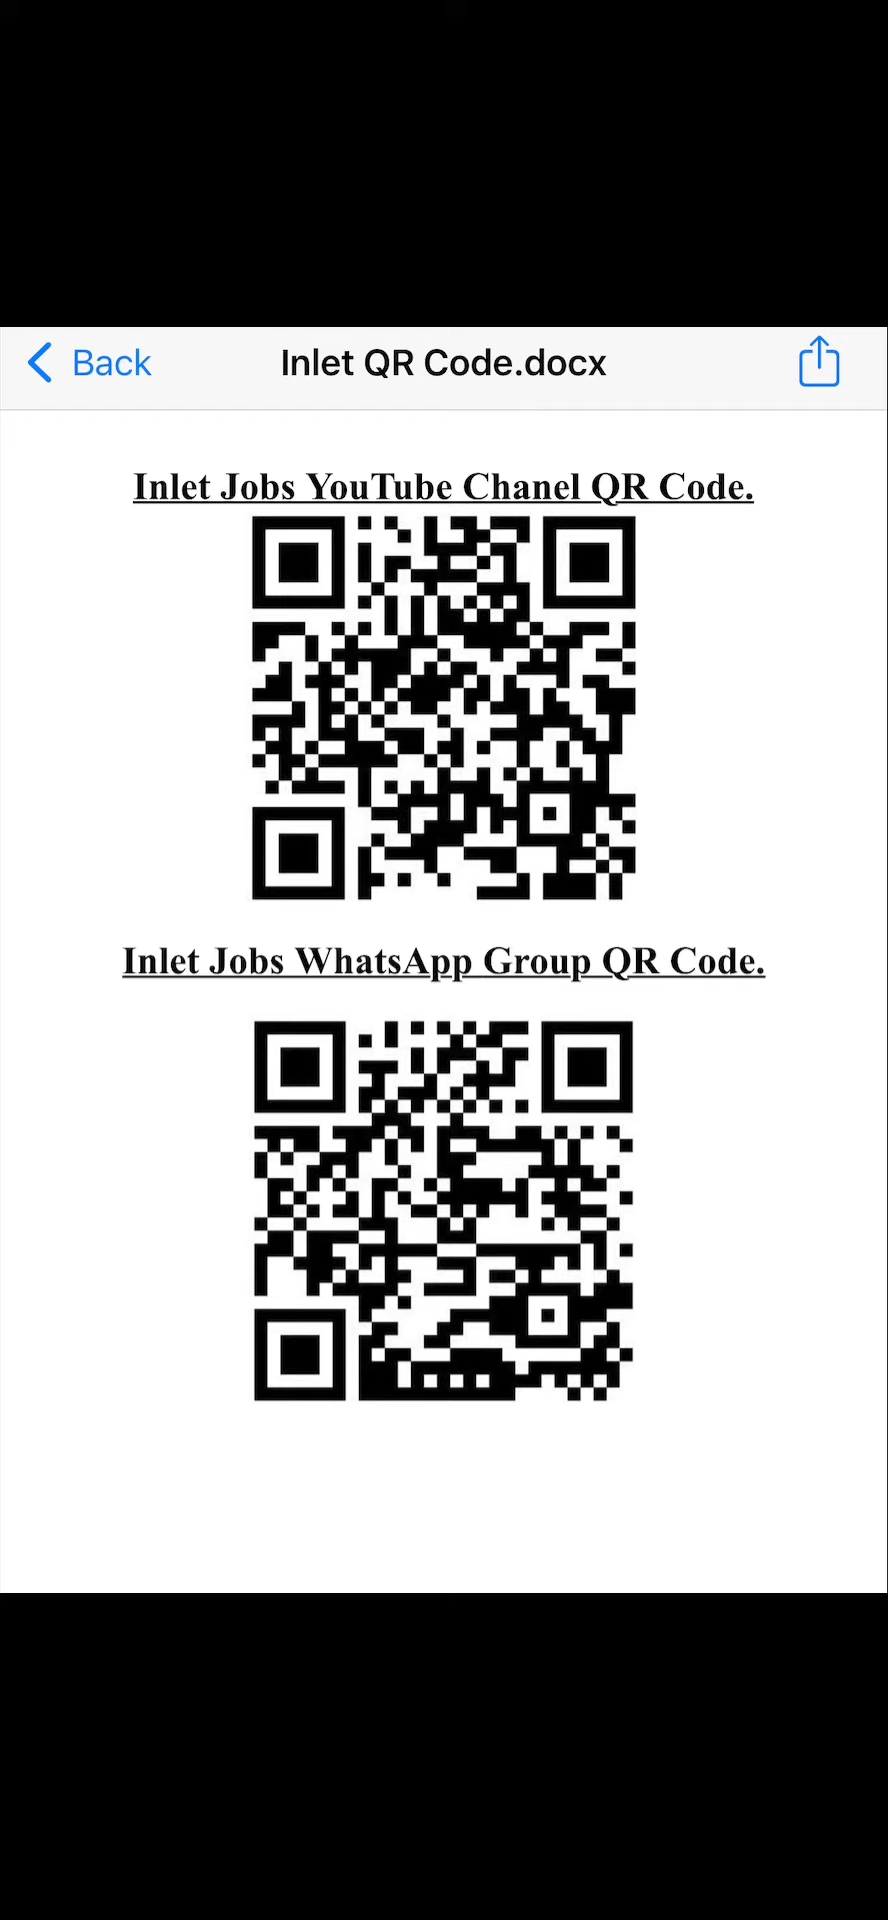 Back
Inlet QR Code.docx
Inlet Jobs YouTube Chanel QR Code.
Inlet Jobs WhatsApp Group QR Code.